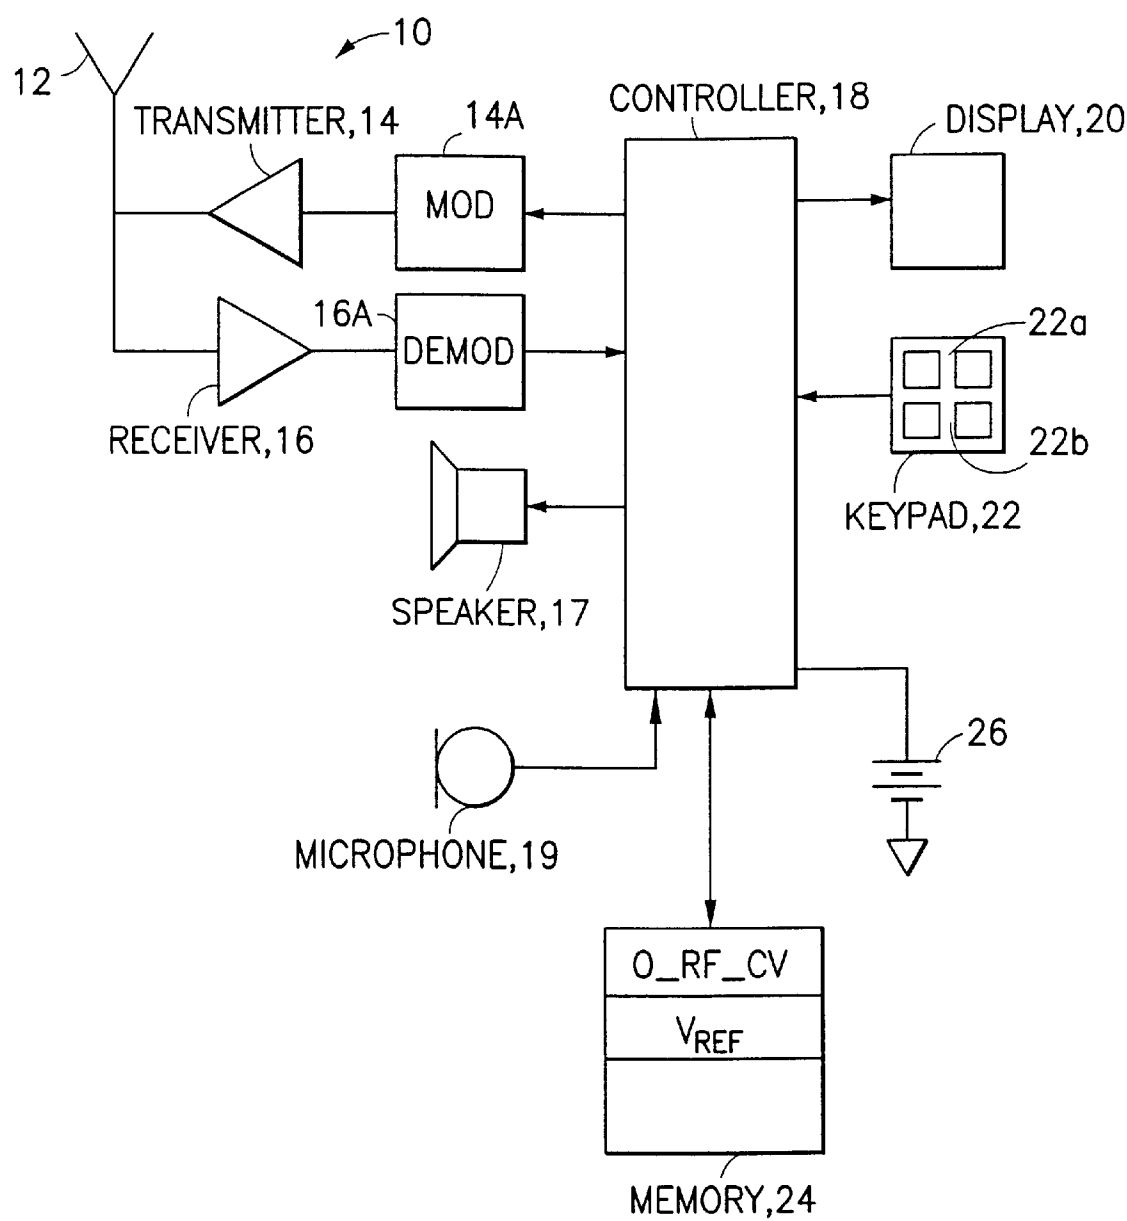 10
12
CONTROLLER,18
TRANSMITTER,14
14A
DISPLAY,20
MOD
16A
22a
DEMOD
RECEIVER,16
22b
KEYPAD,22
SPEAKER,17
26
MICROPHONE,19
O_RF_CV
VREF
MEMORY,24